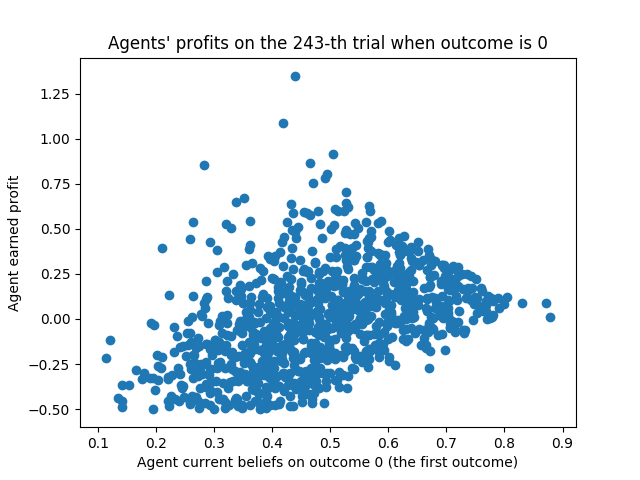 Agents' profits on the 243-th trial when outcome is 0
Agent earned profit
1.25
1.00
0.75
0.50
0.25
0.00
−0.25
−0.50
0.1 0.2 0.3 0.4 0.5 0.6 0.7 0.8 0.9
Agent current beliefs on outcome 0 (the first outcome)